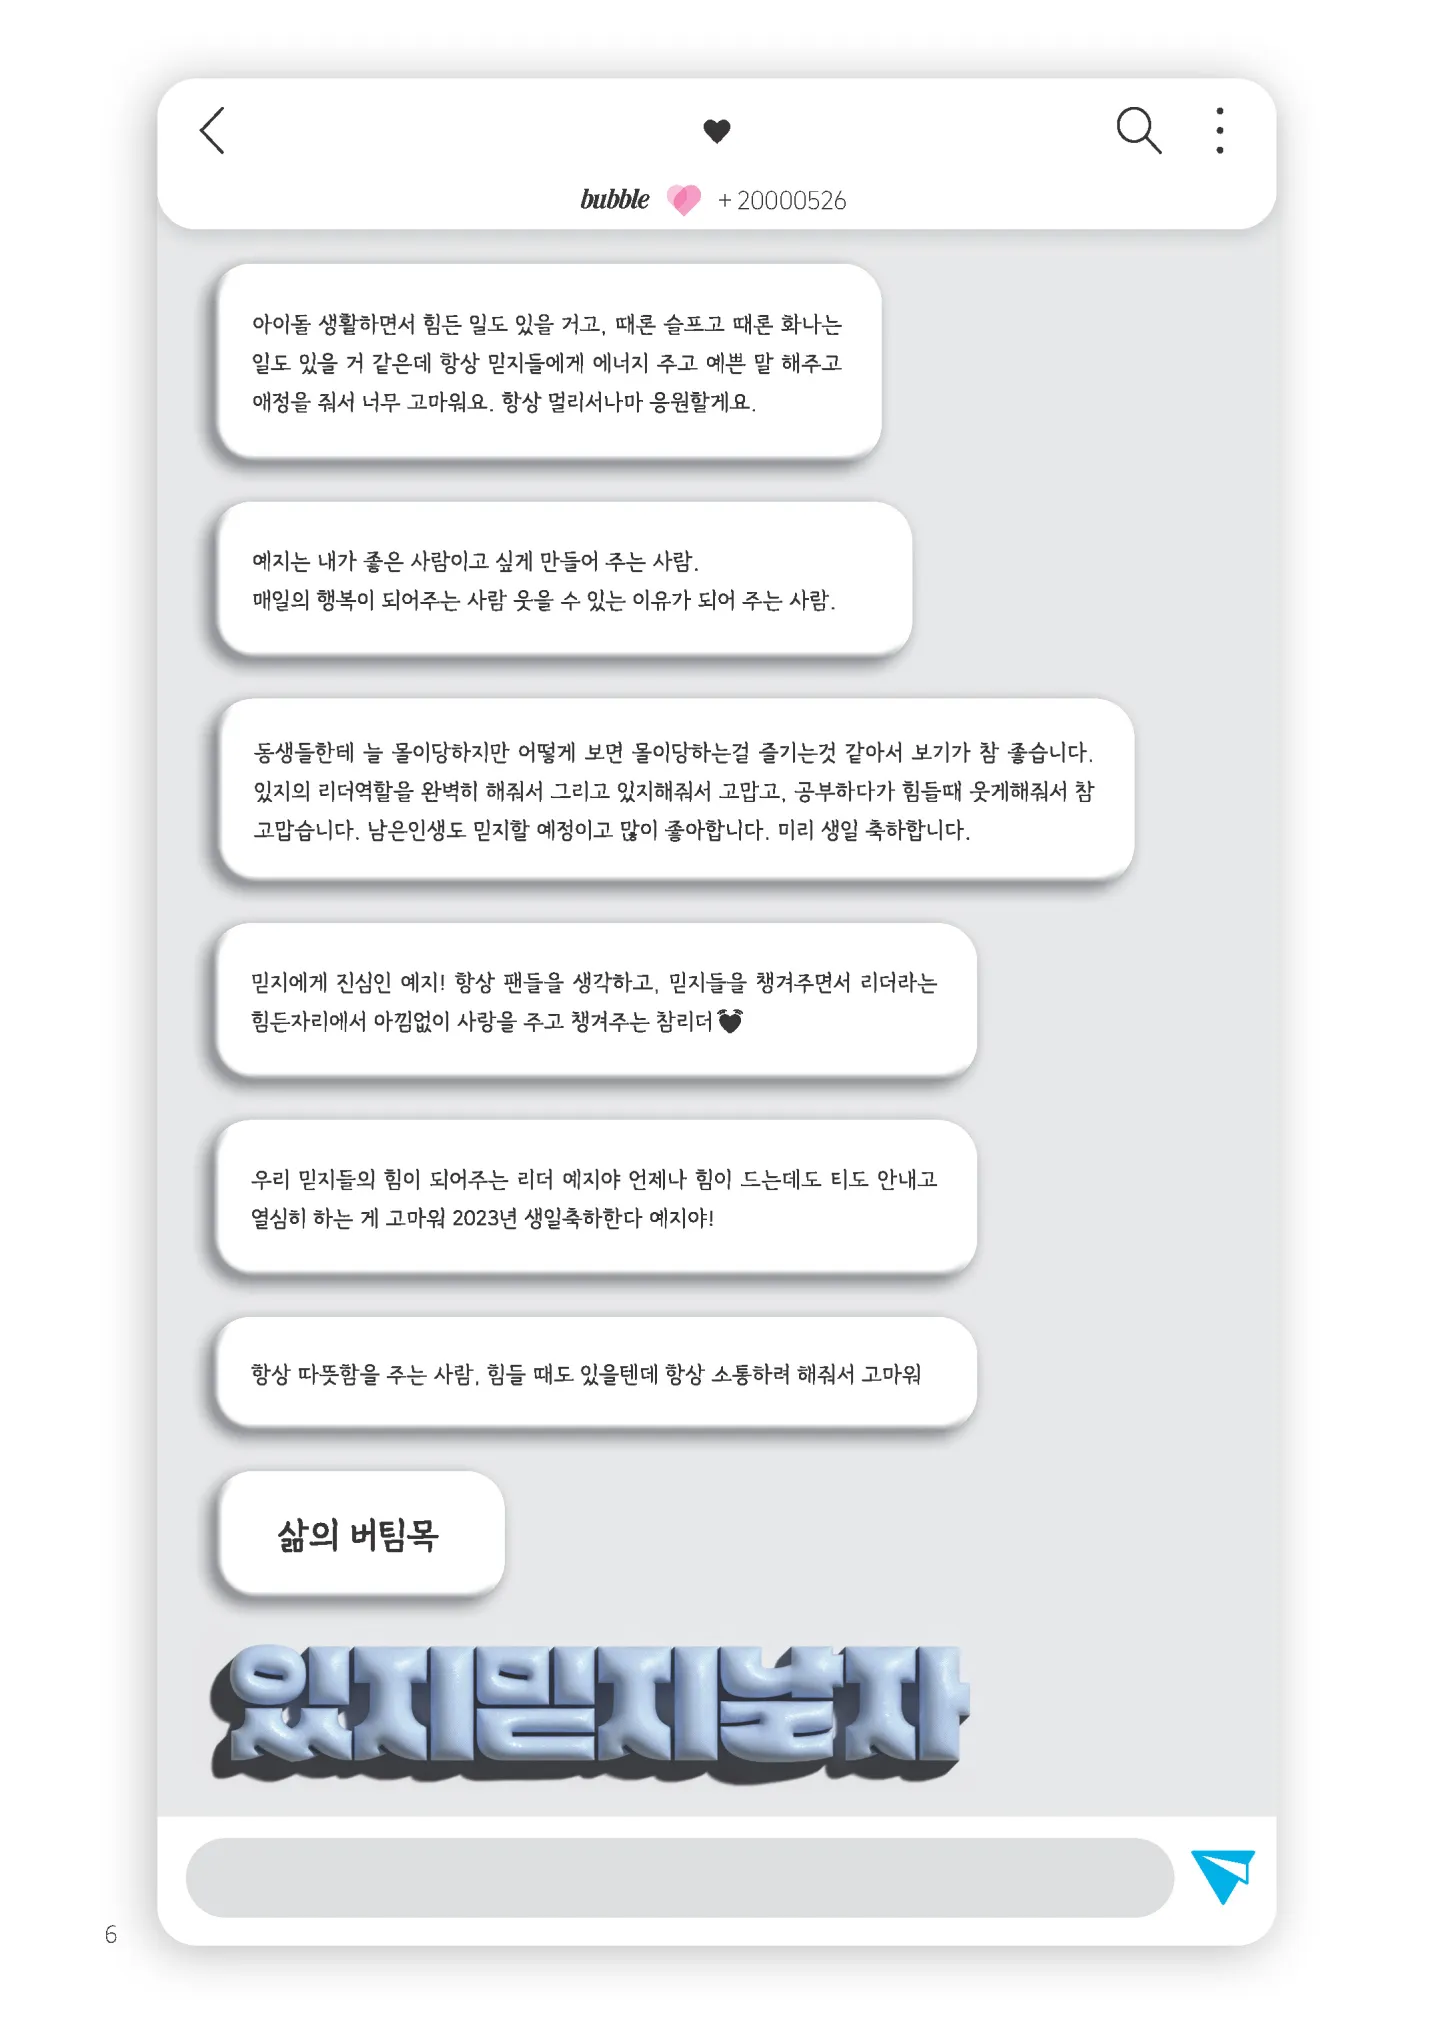 bubble + 20000526
아이돌 생활하면서 힘든 일도 있을 거고, 때론 슬프고 때론 화나는
일도 있을 거 같은데 항상 믿지들에게 에너지 주고 예쁜 말 해주고
애정을 줘서 너무 고마워요. 항상 멀리서나마 응원할게요.
예지는 내가 좋은 사람이고 싶게 만들어 주는 사람.
매일의 행복이 되어주는 사람 웃을 수 있는 이유가 되어 주는 사람.
동생들한테 늘 몰이당하지만 어떻게 보면 몰이당하는걸 즐기는것 같아서 보기가 참 좋습니다.
있지의 리더역할을 완벽히 해줘서 그리고 있지해줘서 고맙고, 공부하다가 힘들때 웃게해줘서 참
고맙습니다. 남은인생도 믿지할 예정이고 많이 좋아합니다. 미리 생일 축하합니다.
믿지에게 진심인 예지! 항상 팬들을 생각하고, 믿지들을 챙겨주면서 리더라는
힘든자리에서 아낌없이 사랑을 주고 챙겨주는 참리더
우리 믿지들의 힘이 되어주는 리더 예지야 언제나 힘이 드는데도 티도 안내고
열심히 하는 게 고마워 2023년 생일축하한다 예지야!
항상 따뜻함을 주는 사람, 힘들 때도 있을텐데 항상 소통하려 해줘서 고마워
삶의 버팀목
있지믿지날자
6